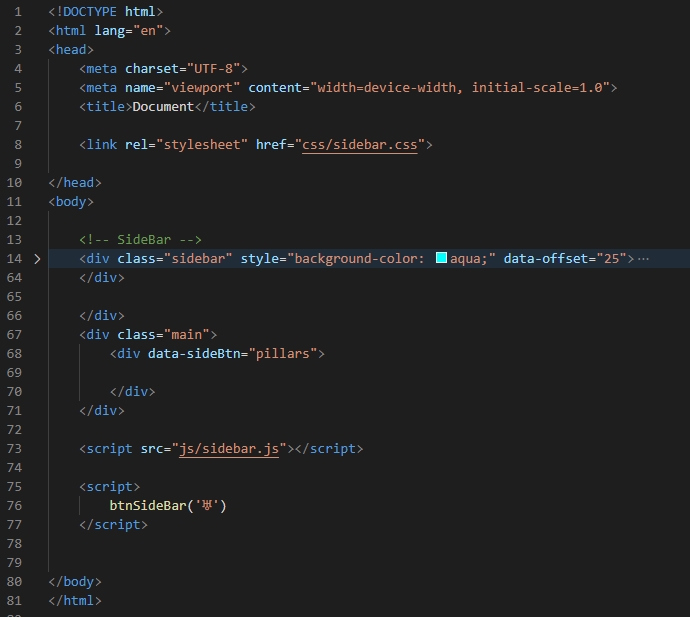 1 <!DOCTYPE html>
2 <html lang="en">
3 <head>
4 <meta charset="UTF-8">
5 <meta name="viewport" content="width=device-width, initial-scale=1.0">
6 <title>Document</title>
7
8 <link rel="stylesheet" href="css/sidebar.css">
9
10 </head>
11 <body>
12
13 <!-- SideBar -->
14 <div class="sidebar" style="background-color: aqua;" data-offset="25">…
64 </div>
65
66 </div>
67 <div class="main">
68 <div data-sideBtn="pillars">
69
70 </div>
71 </div>
72
73 <script src="js/sidebar.js"></script>
74
75 <script>
76 btnSideBar('')
77 </script>
78
79
80 </body>
81 </html>